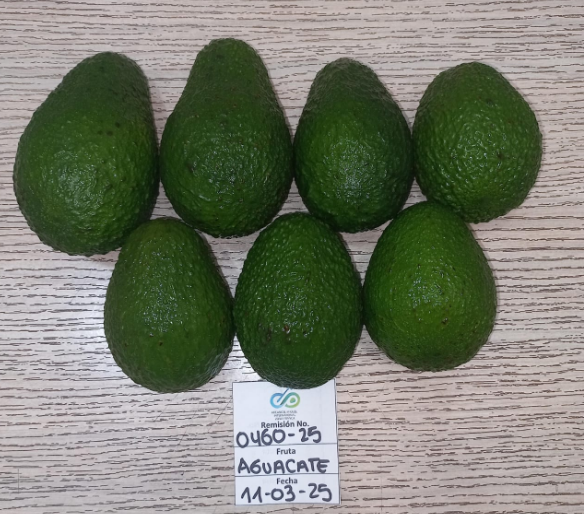 Remisión No.
0460-25
Fruta
AGUACATE
Fecha
11-03-25